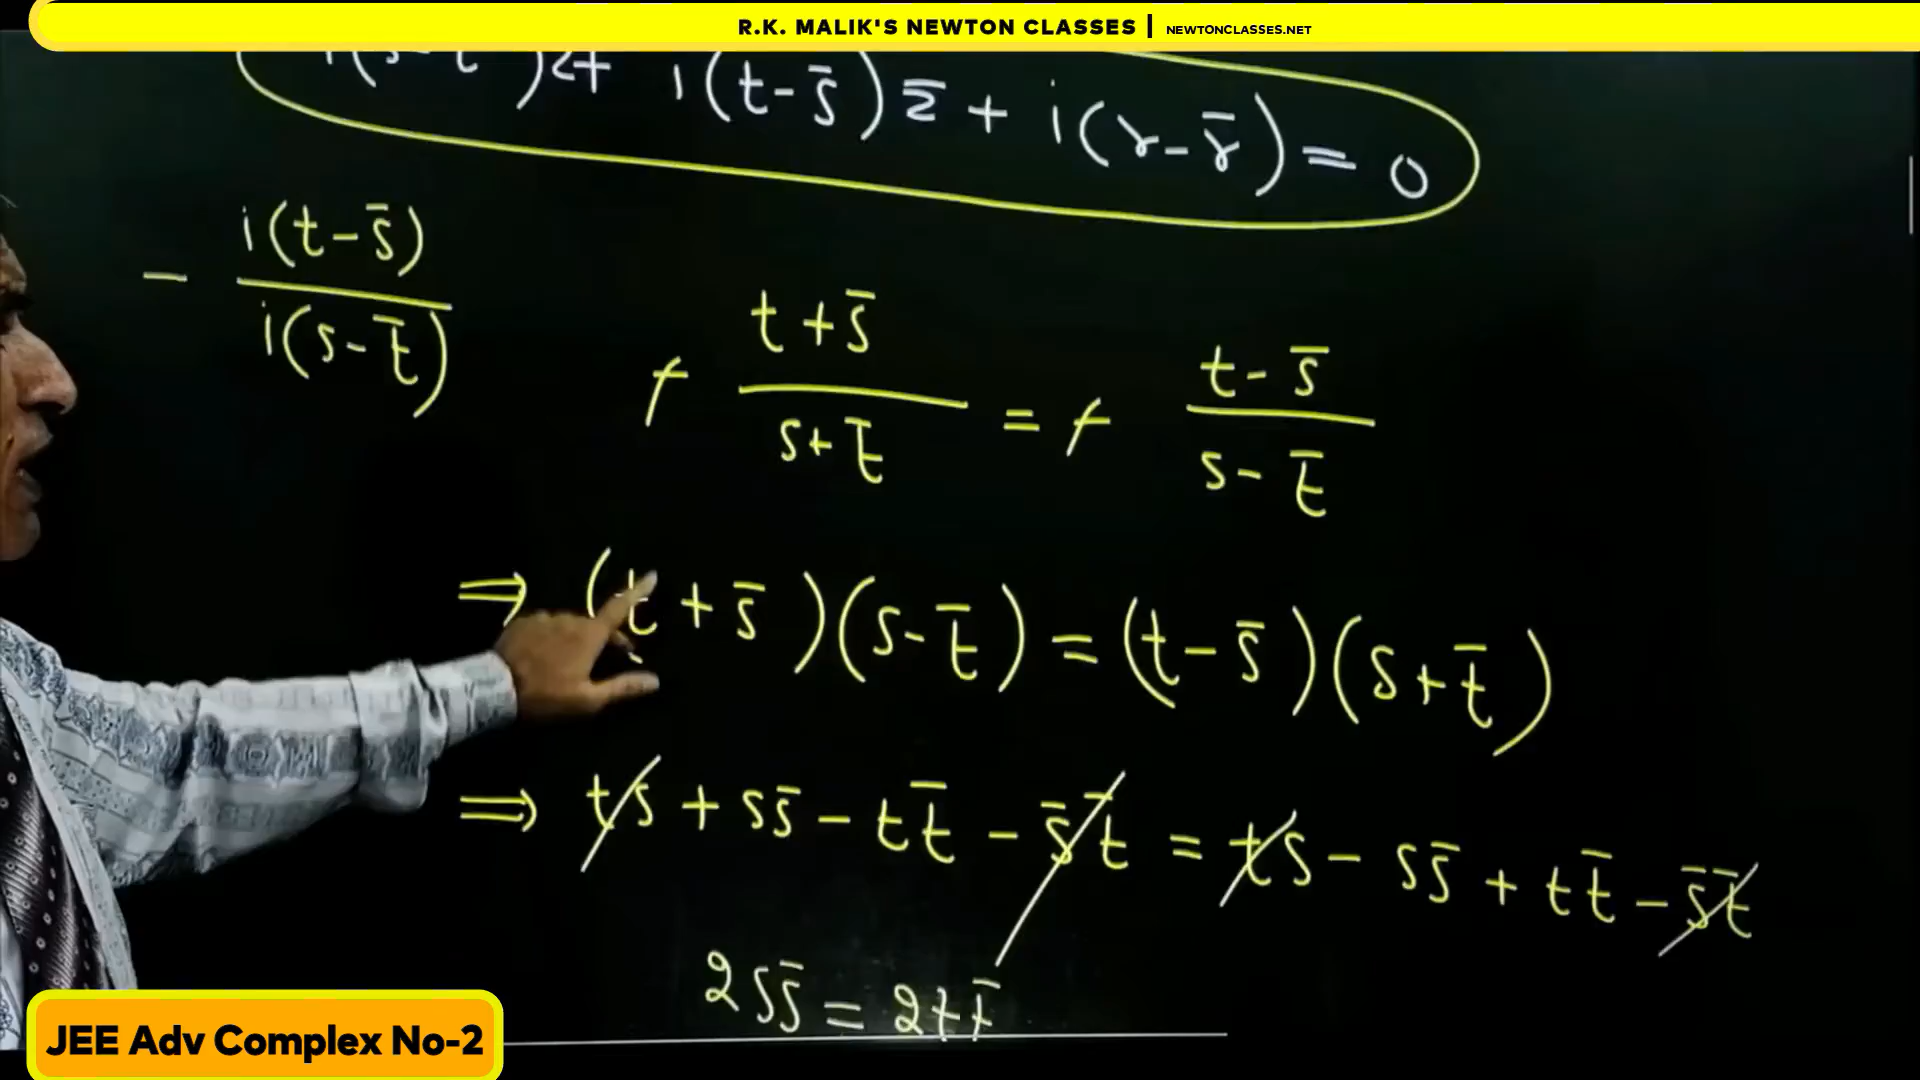 R.K. MALIK'S NEWTON CLASSES | NEWTONCLASSES.NET
i(s-t̄)z + i(t-s̄)z̄ + i(r-r̄) = 0
- i(t-s̄) / i(s-t̄)
- (t+s̄)/(s+t̄) = - (t-s̄)/(s-t̄)
⇒ (t+s̄)(s-t̄) = (t-s̄)(s+t̄)
⇒ ts + ss̄ - tt̄ - s̄t̄ = ts - ss̄ + tt̄ - s̄t̄
2ss̄ = 2tt̄
JEE Adv Complex No-2